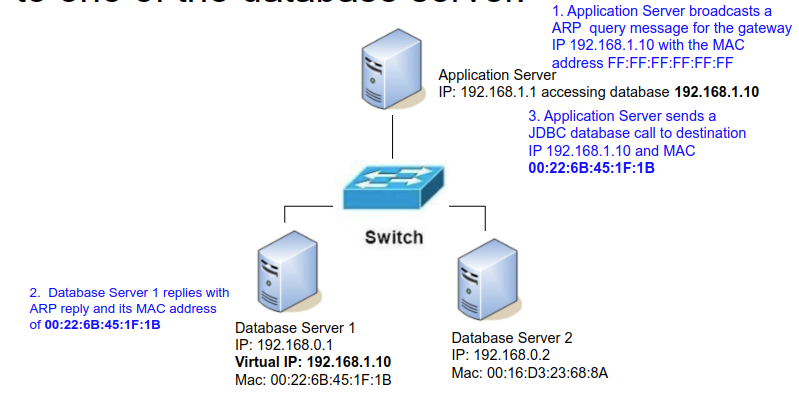 to one of the database server.
1. Application Server broadcasts a
ARP query message for the gateway
IP 192.168.1.10 with the MAC
address FF:FF:FF:FF:FF:FF
Application Server
IP: 192.168.1.1 accessing database 192.168.1.10
3. Application Server sends a
JDBC database call to destination
IP 192.168.1.10 and MAC
00:22:6B:45:1F:1B
Switch
2. Database Server 1 replies with
ARP reply and its MAC address
of 00:22:6B:45:1F:1B
Database Server 1
IP: 192.168.0.1
Virtual IP: 192.168.1.10
Mac: 00:22:6B:45:1F:1B
Database Server 2
IP: 192.168.0.2
Mac: 00:16:D3:23:68:8A